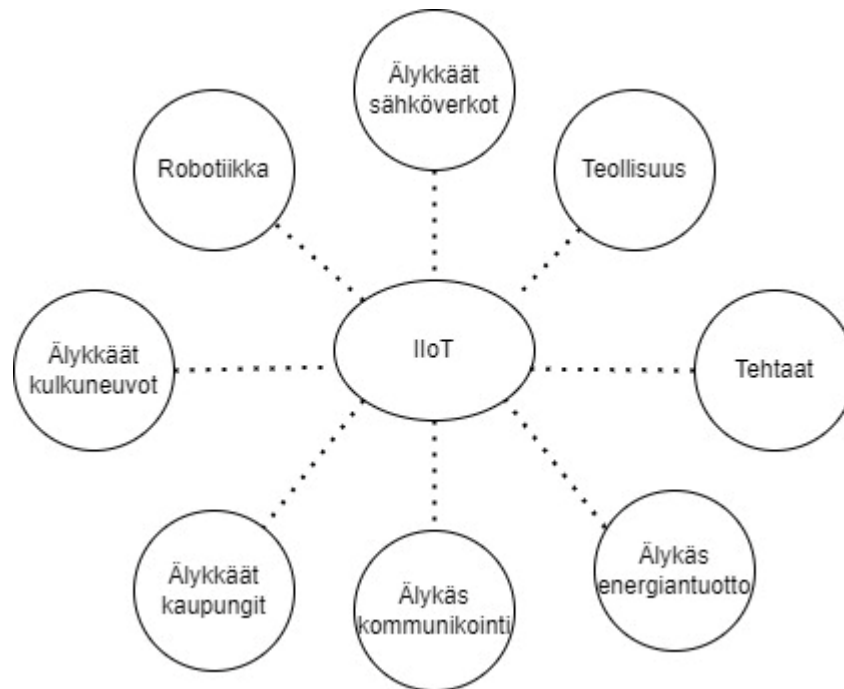 Älykkäät
sähköverkot
Robotiikka
Teollisuus
IIoT
Älykkäät
kulkuneuvot
Tehtaat
Älykkäät
kaupungit
Älykäs
kommunikointi
Älykäs
energiantuotto